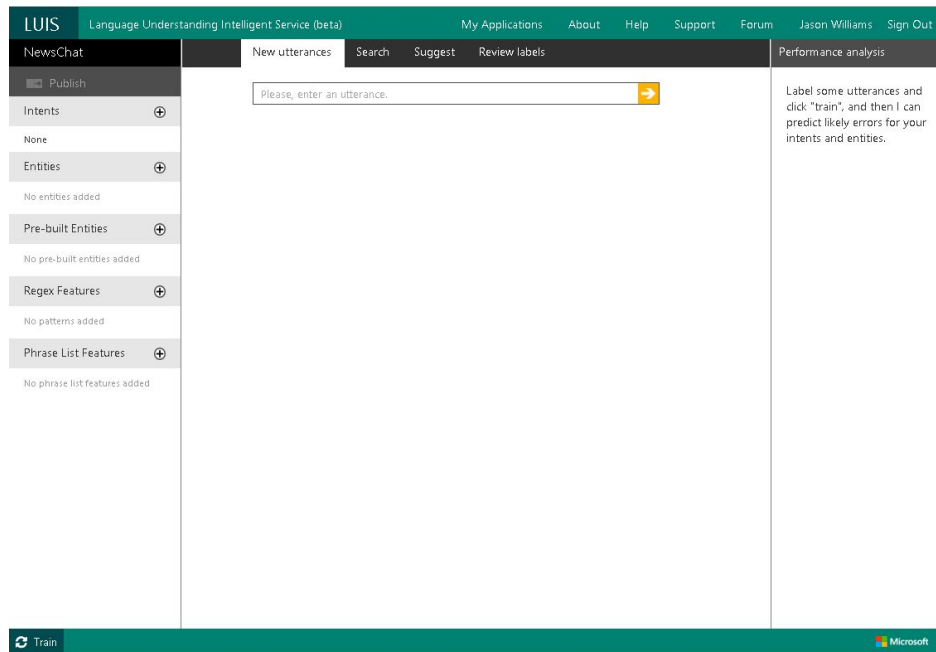 LUIS Language Understanding Intelligent Service (beta) My Applications About Help Support Forum Jason Williams Sign Out
NewsChat
New utterances Search Suggest Review labels
Performance analysis
Publish
Intents
None
Entities
No entities added
Pre-built Entities
No pre-built entities added
Regex Features
No patterns added
Phrase List Features
No phrase list features added
Please, enter an utterance.
Label some utterances and
click "train", and then I can
predict likely errors for your
intents and entities.
Train
Microsoft